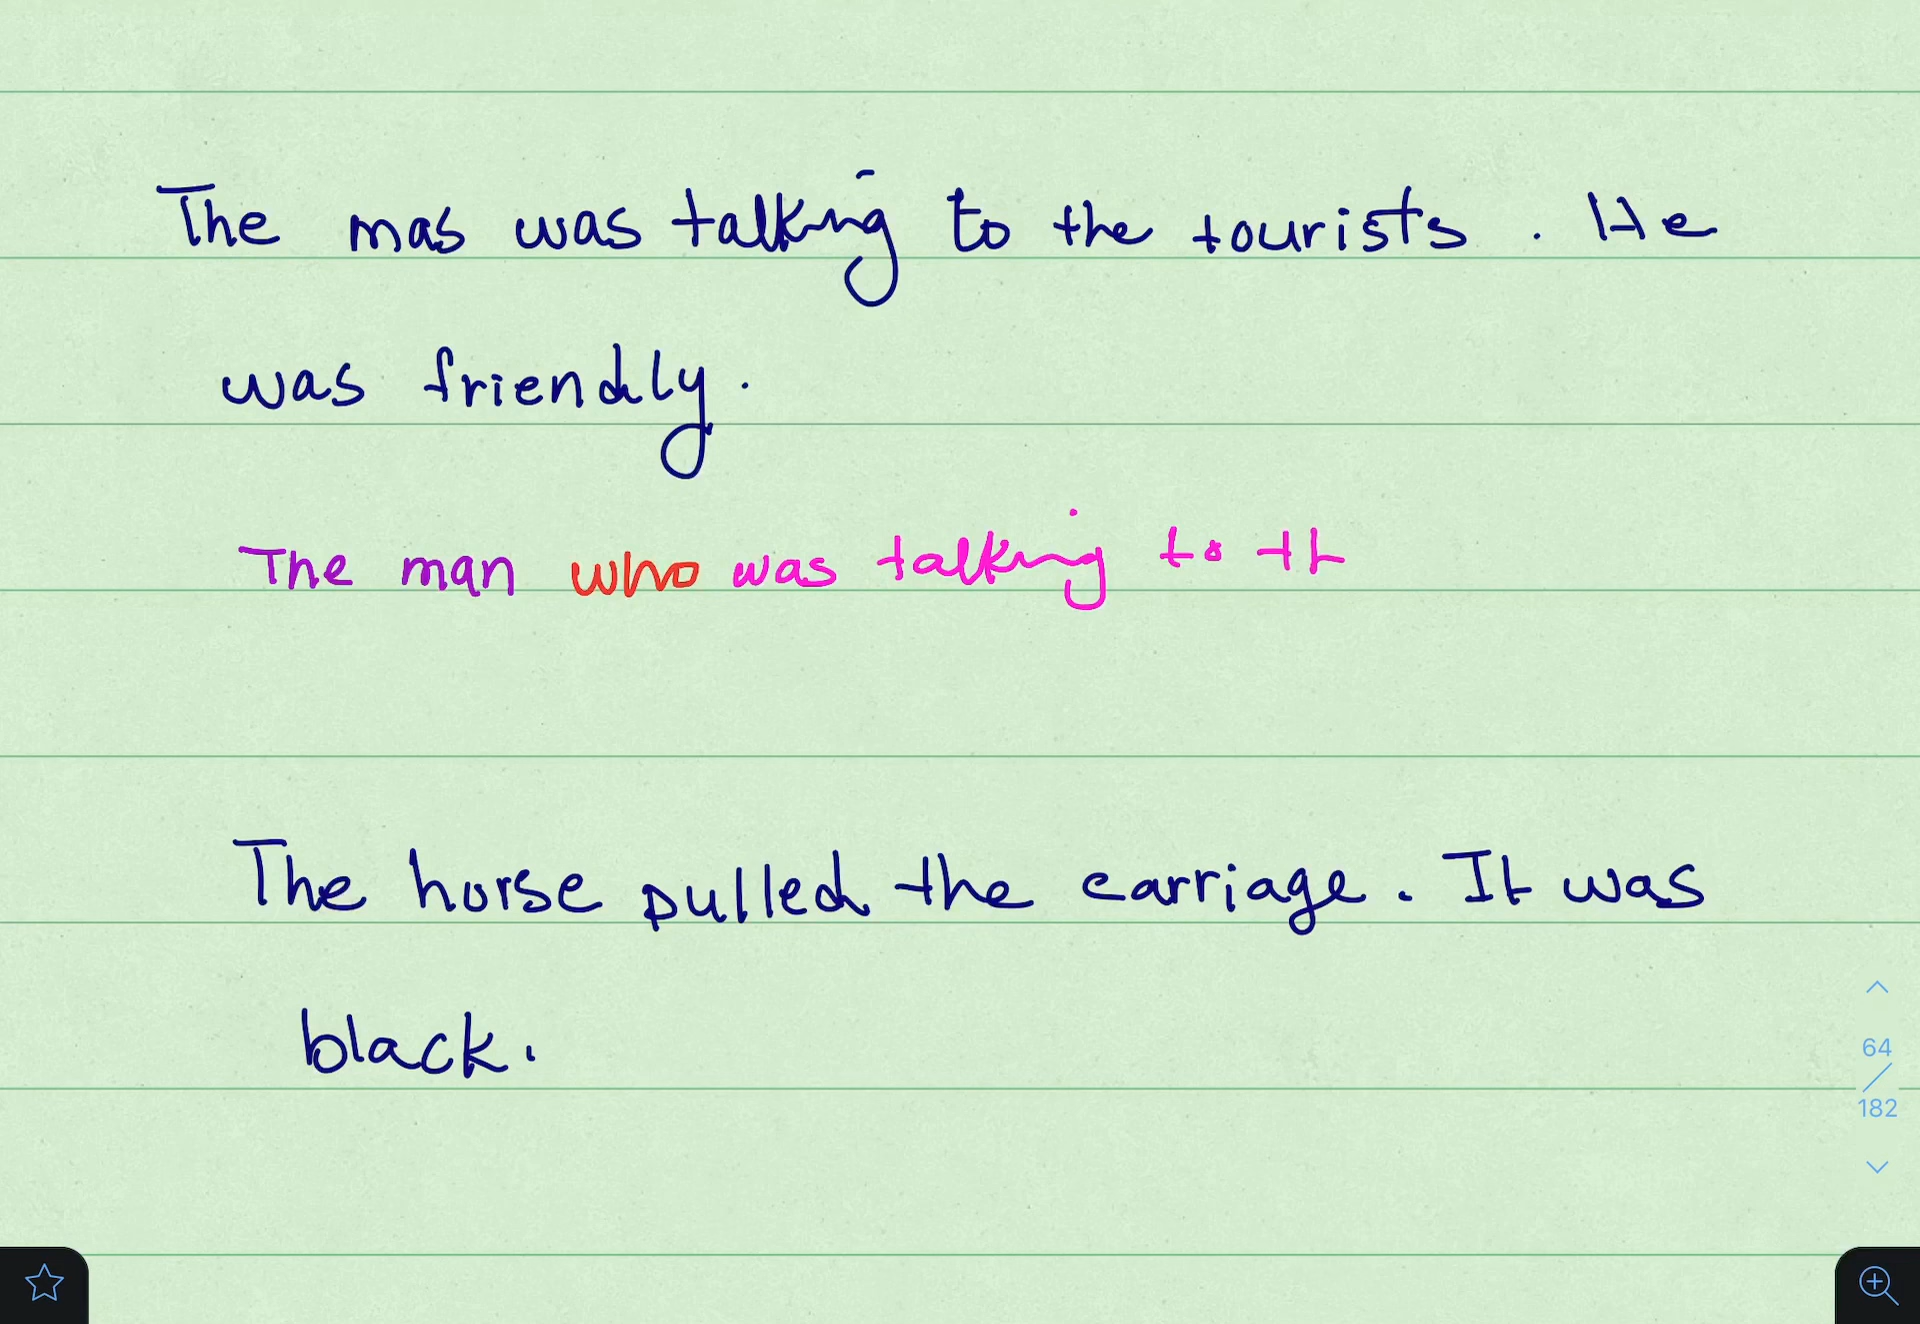 The mas was talking to the tourists. He
was friendly.
The man who was talking to th
The horse pulled the carriage. It was
black.
64
/
182